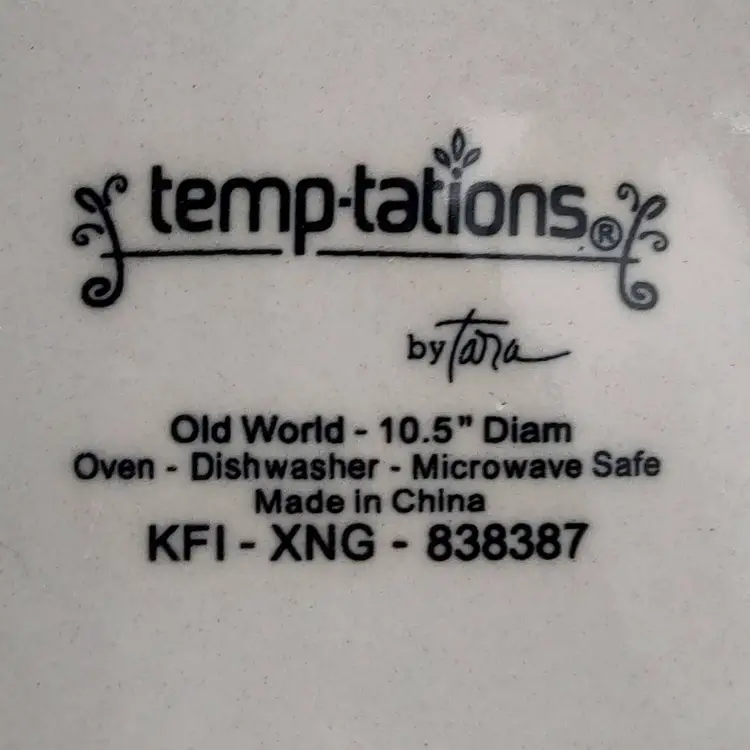 temp-tations®
by Tara
Old World - 10.5" Diam
Oven - Dishwasher - Microwave Safe
Made in China
KFI - XNG - 838387